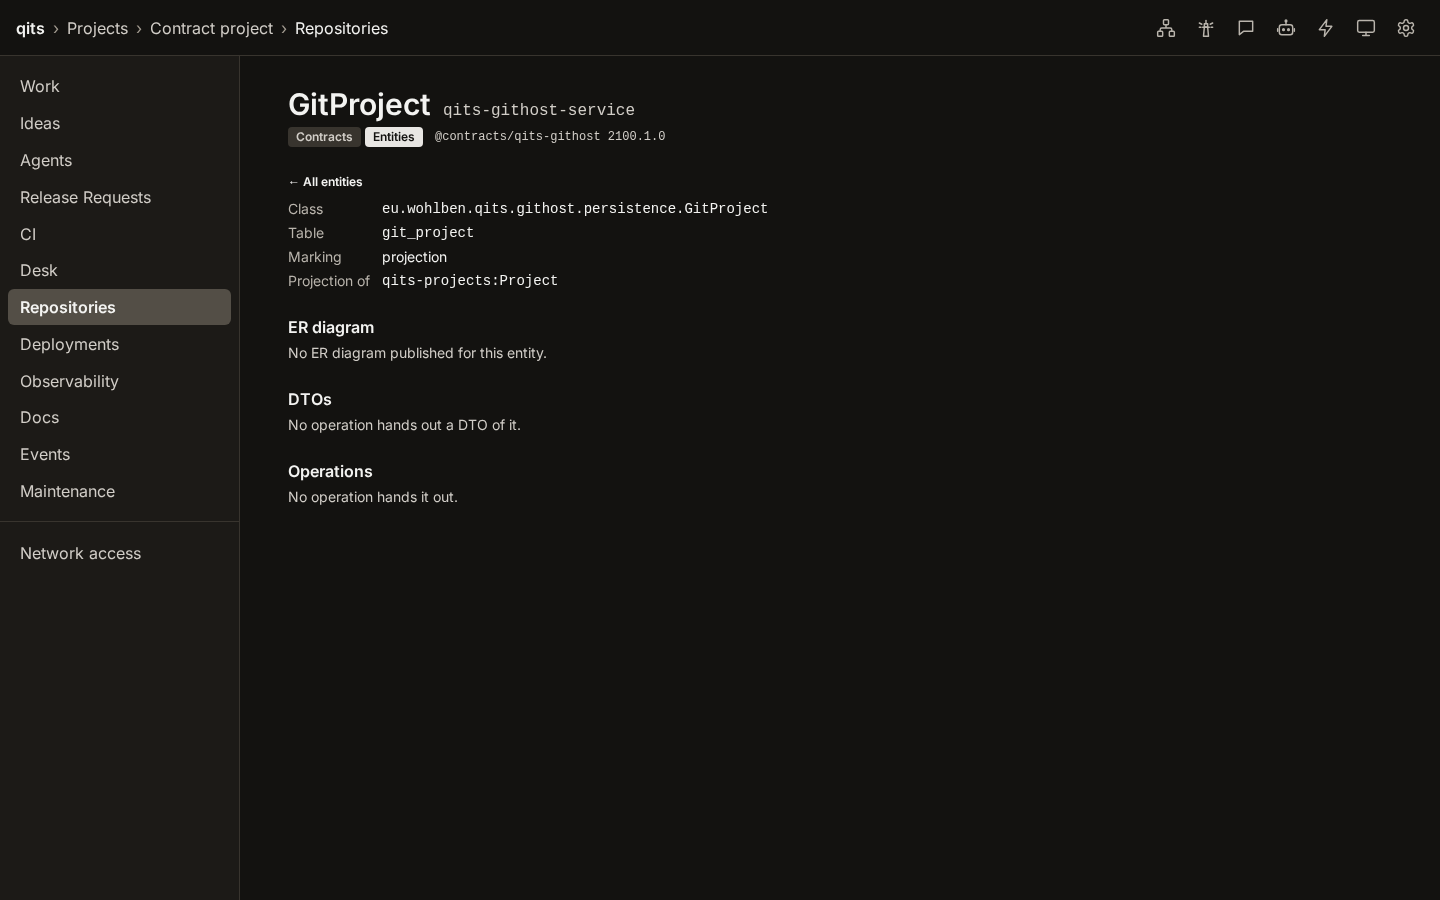 qits › Projects › Contract project › Repositories
Work
Ideas
Agents
Release Requests
CI
Desk
Repositories
Deployments
Observability
Docs
Events
Maintenance
Network access
GitProject qits-githost-service
Contracts Entities @contracts/qits-githost 2100.1.0
← All entities
Class eu.wohlben.qits.githost.persistence.GitProject
Table git_project
Marking projection
Projection of qits-projects:Project
ER diagram
No ER diagram published for this entity.
DTOs
No operation hands out a DTO of it.
Operations
No operation hands it out.